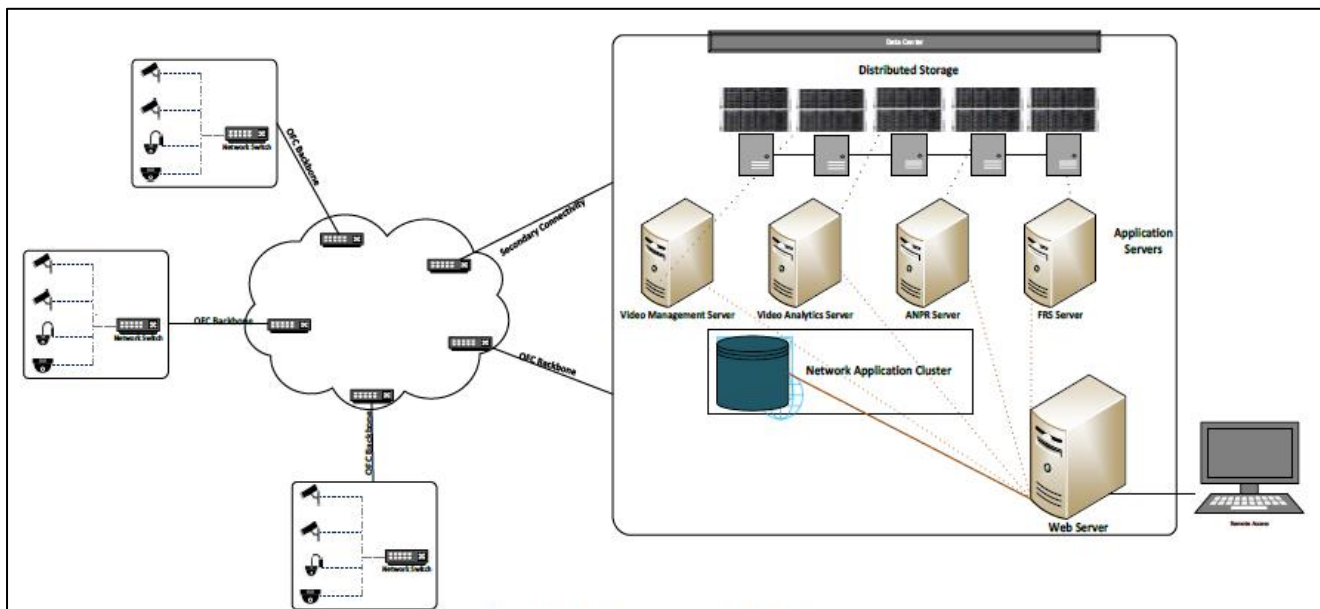 Data Center
Distributed Storage
Network Switch
OFC Backbone
Secondary Connectivity
Application
Servers
Video Management Server
Video Analytics Server
ANPR Server
FRS Server
OFC Backbone
Network Switch
OFC Backbone
Network Application Cluster
OFC Backbone
Network Switch
Web Server
Remote Access